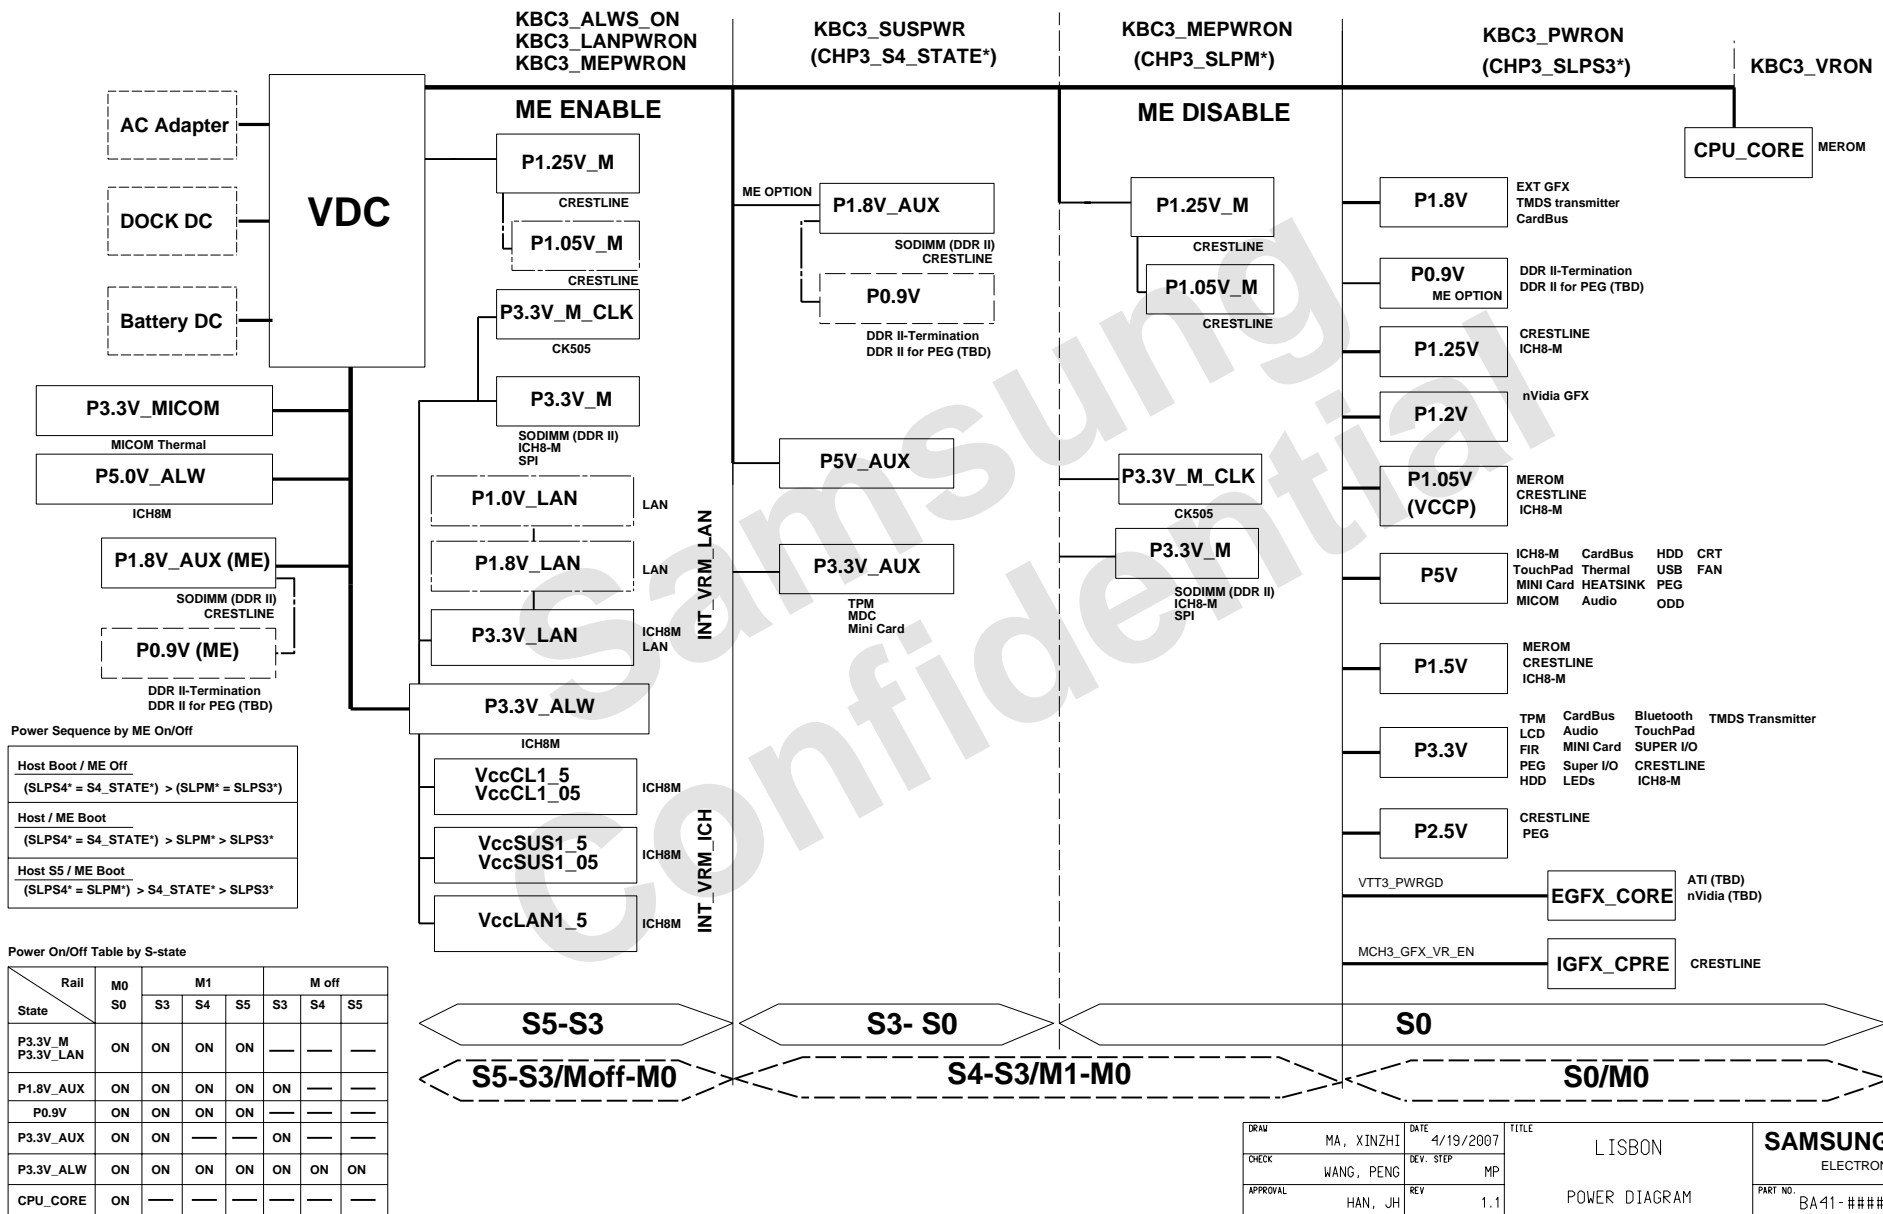 KBC3_ALWS_ON
KBC3_LANPWRON
KBC3_MEPWRON
KBC3_SUSPWR
(CHP3_S4_STATE*)
KBC3_MEPWRON
(CHP3_SLPM*)
KBC3_PWRON
(CHP3_SLPS3*)
KBC3_VRON
ME ENABLE
ME DISABLE
AC Adapter
DOCK DC
Battery DC
VDC
P3.3V_MICOM
MICOM Thermal
P5.0V_ALW
ICH8M
P1.8V_AUX (ME)
SODIMM (DDR II)
CRESTLINE
P0.9V (ME)
DDR II-Termination
DDR II for PEG (TBD)
P1.25V_M
CRESTLINE
P1.05V_M
CRESTLINE
P3.3V_M_CLK
CK505
P3.3V_M
SODIMM (DDR II)
ICH8-M
SPI
P1.0V_LAN
LAN
P1.8V_LAN
LAN
P3.3V_LAN
ICH8M
LAN
INT_VRM_LAN
P3.3V_ALW
ICH8M
VccCL1_5
VccCL1_05
ICH8M
VccSUS1_5
VccSUS1_05
ICH8M
VccLAN1_5
ICH8M
INT_VRM_ICH
ME OPTION
P1.8V_AUX
SODIMM (DDR II)
CRESTLINE
P0.9V
DDR II-Termination
DDR II for PEG (TBD)
P5V_AUX
P3.3V_AUX
TPM
MDC
Mini Card
P1.25V_M
CRESTLINE
P1.05V_M
CRESTLINE
P3.3V_M_CLK
CK505
P3.3V_M
SODIMM (DDR II)
ICH8-M
SPI
CPU_CORE
MEROM
P1.8V
EXT GFX
TMDS transmitter
CardBus
P0.9V
ME OPTION
DDR II-Termination
DDR II for PEG (TBD)
P1.25V
CRESTLINE
ICH8-M
P1.2V
nVidia GFX
P1.05V
(VCCP)
MEROM
CRESTLINE
ICH8-M
P5V
ICH8-M CardBus HDD CRT
TouchPad Thermal USB FAN
MINI Card HEATSINK PEG
MICOM Audio ODD
P1.5V
MEROM
CRESTLINE
ICH8-M
P3.3V
TPM CardBus Bluetooth TMDS Transmitter
LCD Audio TouchPad
FIR MINI Card SUPER I/O
PEG Super I/O CRESTLINE
HDD LEDs ICH8-M
P2.5V
CRESTLINE
PEG
VTT3_PWRGD
EGFX_CORE
ATI (TBD)
nVidia (TBD)
MCH3_GFX_VR_EN
IGFX_CPRE
CRESTLINE
Samsung
Confidential
Power Sequence by ME On/Off
Host Boot / ME Off
(SLPS4* = S4_STATE*) > (SLPM* = SLPS3*)
Host / ME Boot
(SLPS4* = S4_STATE*) > SLPM* > SLPS3*
Host S5 / ME Boot
(SLPS4* = SLPM*) > S4_STATE* > SLPS3*
Power On/Off Table by S-state
Rail M0 M1 M off
State S0 S3 S4 S5 S3 S4 S5
P3.3V_M
P3.3V_LAN ON ON ON ON — — —
P1.8V_AUX ON ON ON ON ON — —
P0.9V ON ON ON ON — — —
P3.3V_AUX ON ON — — ON — —
P3.3V_ALW ON ON ON ON ON ON ON
CPU_CORE ON — — — — — —
S5-S3
S3- S0
S0
S5-S3/Moff-M0
S4-S3/M1-M0
S0/M0
DRAW MA, XINZHI
DATE 4/19/2007
CHECK WANG, PENG
DEV. STEP MP
APPROVAL HAN, JH
REV 1.1
TITLE
LISBON
POWER DIAGRAM
SAMSUNG
ELECTRON
PART NO. BA41-####